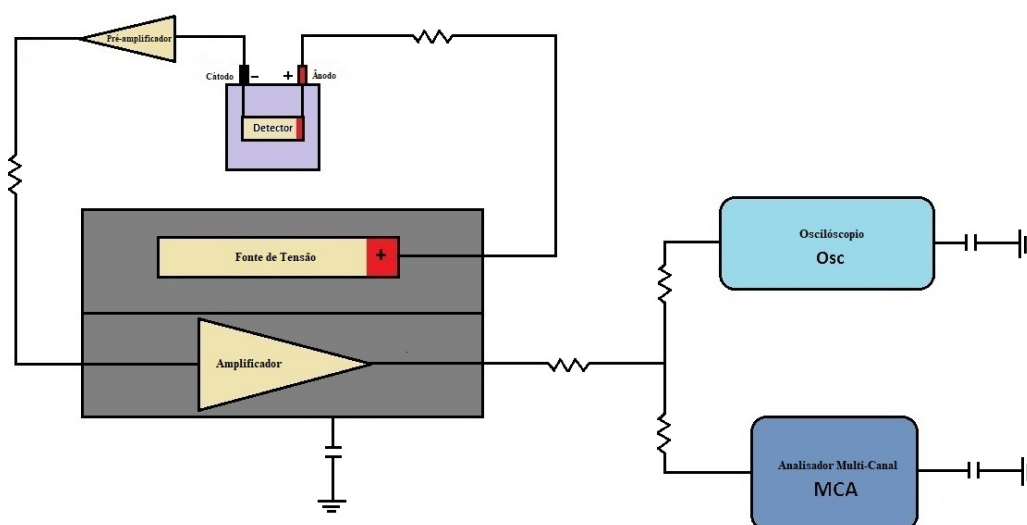 Pré-amplificador
Cátodo
−
+
Ânodo
Detector
Fonte de Tensão
+
Amplificador
Osciloscópio
Osc
Analisador Multi-Canal
MCA